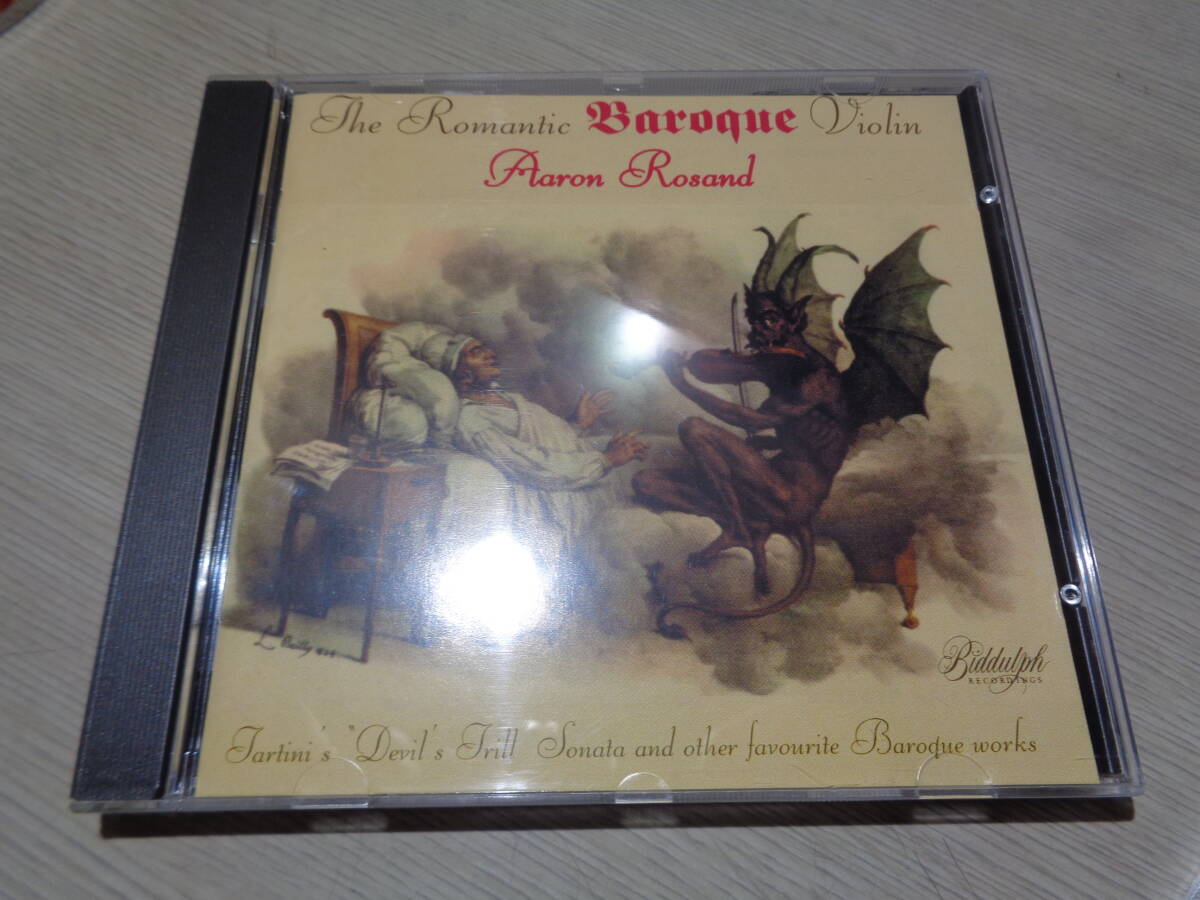 The Romantic Baroque Violin
Aaron Rosand
Biddulph
RECORDINGS
Tartini's "Devil's Trill Sonata and other favourite Baroque works